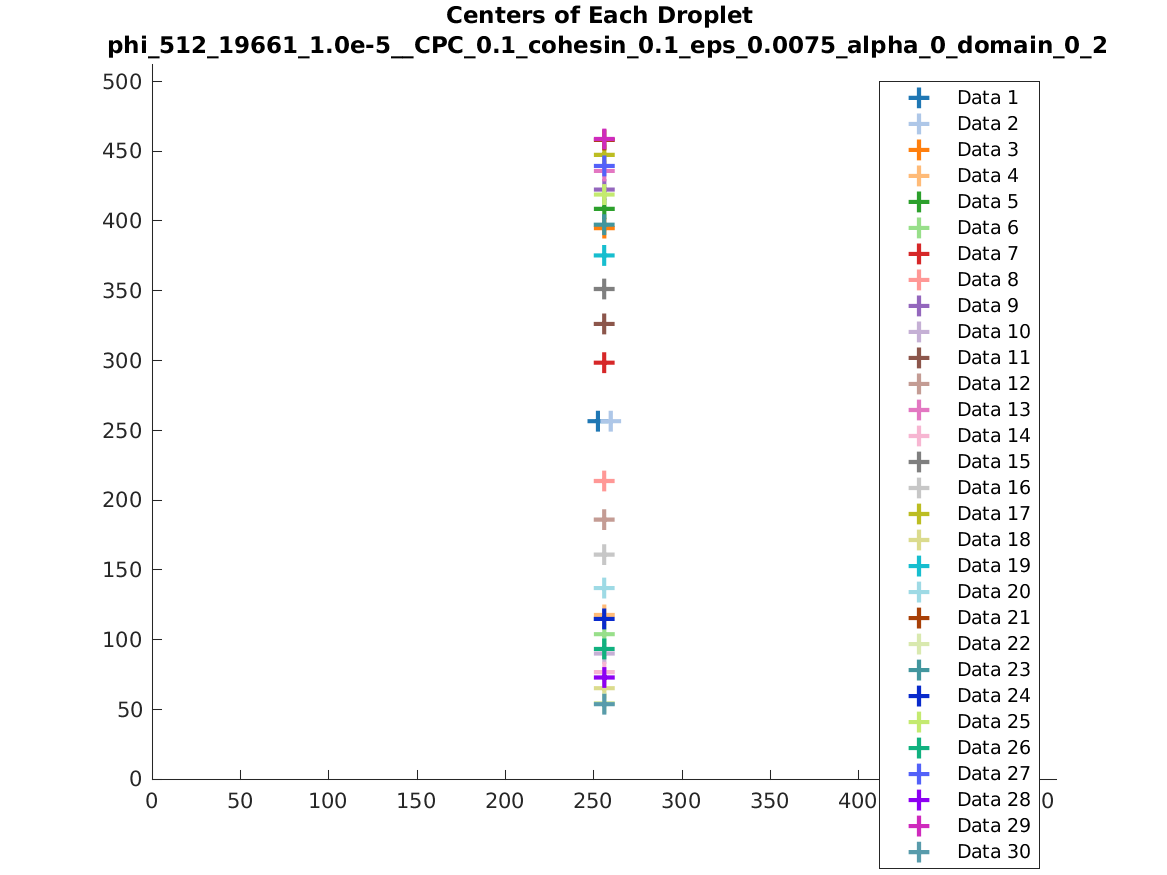 Centers of Each Droplet
phi_512_19661_1.0e-5__CPC_0.1_cohesin_0.1_eps_0.0075_alpha_0_domain_0_2
500
450
400
350
300
250
200
150
100
50
0
0 50 100 150 200 250 300 350 400 0
Data 1
Data 2
Data 3
Data 4
Data 5
Data 6
Data 7
Data 8
Data 9
Data 10
Data 11
Data 12
Data 13
Data 14
Data 15
Data 16
Data 17
Data 18
Data 19
Data 20
Data 21
Data 22
Data 23
Data 24
Data 25
Data 26
Data 27
Data 28
Data 29
Data 30